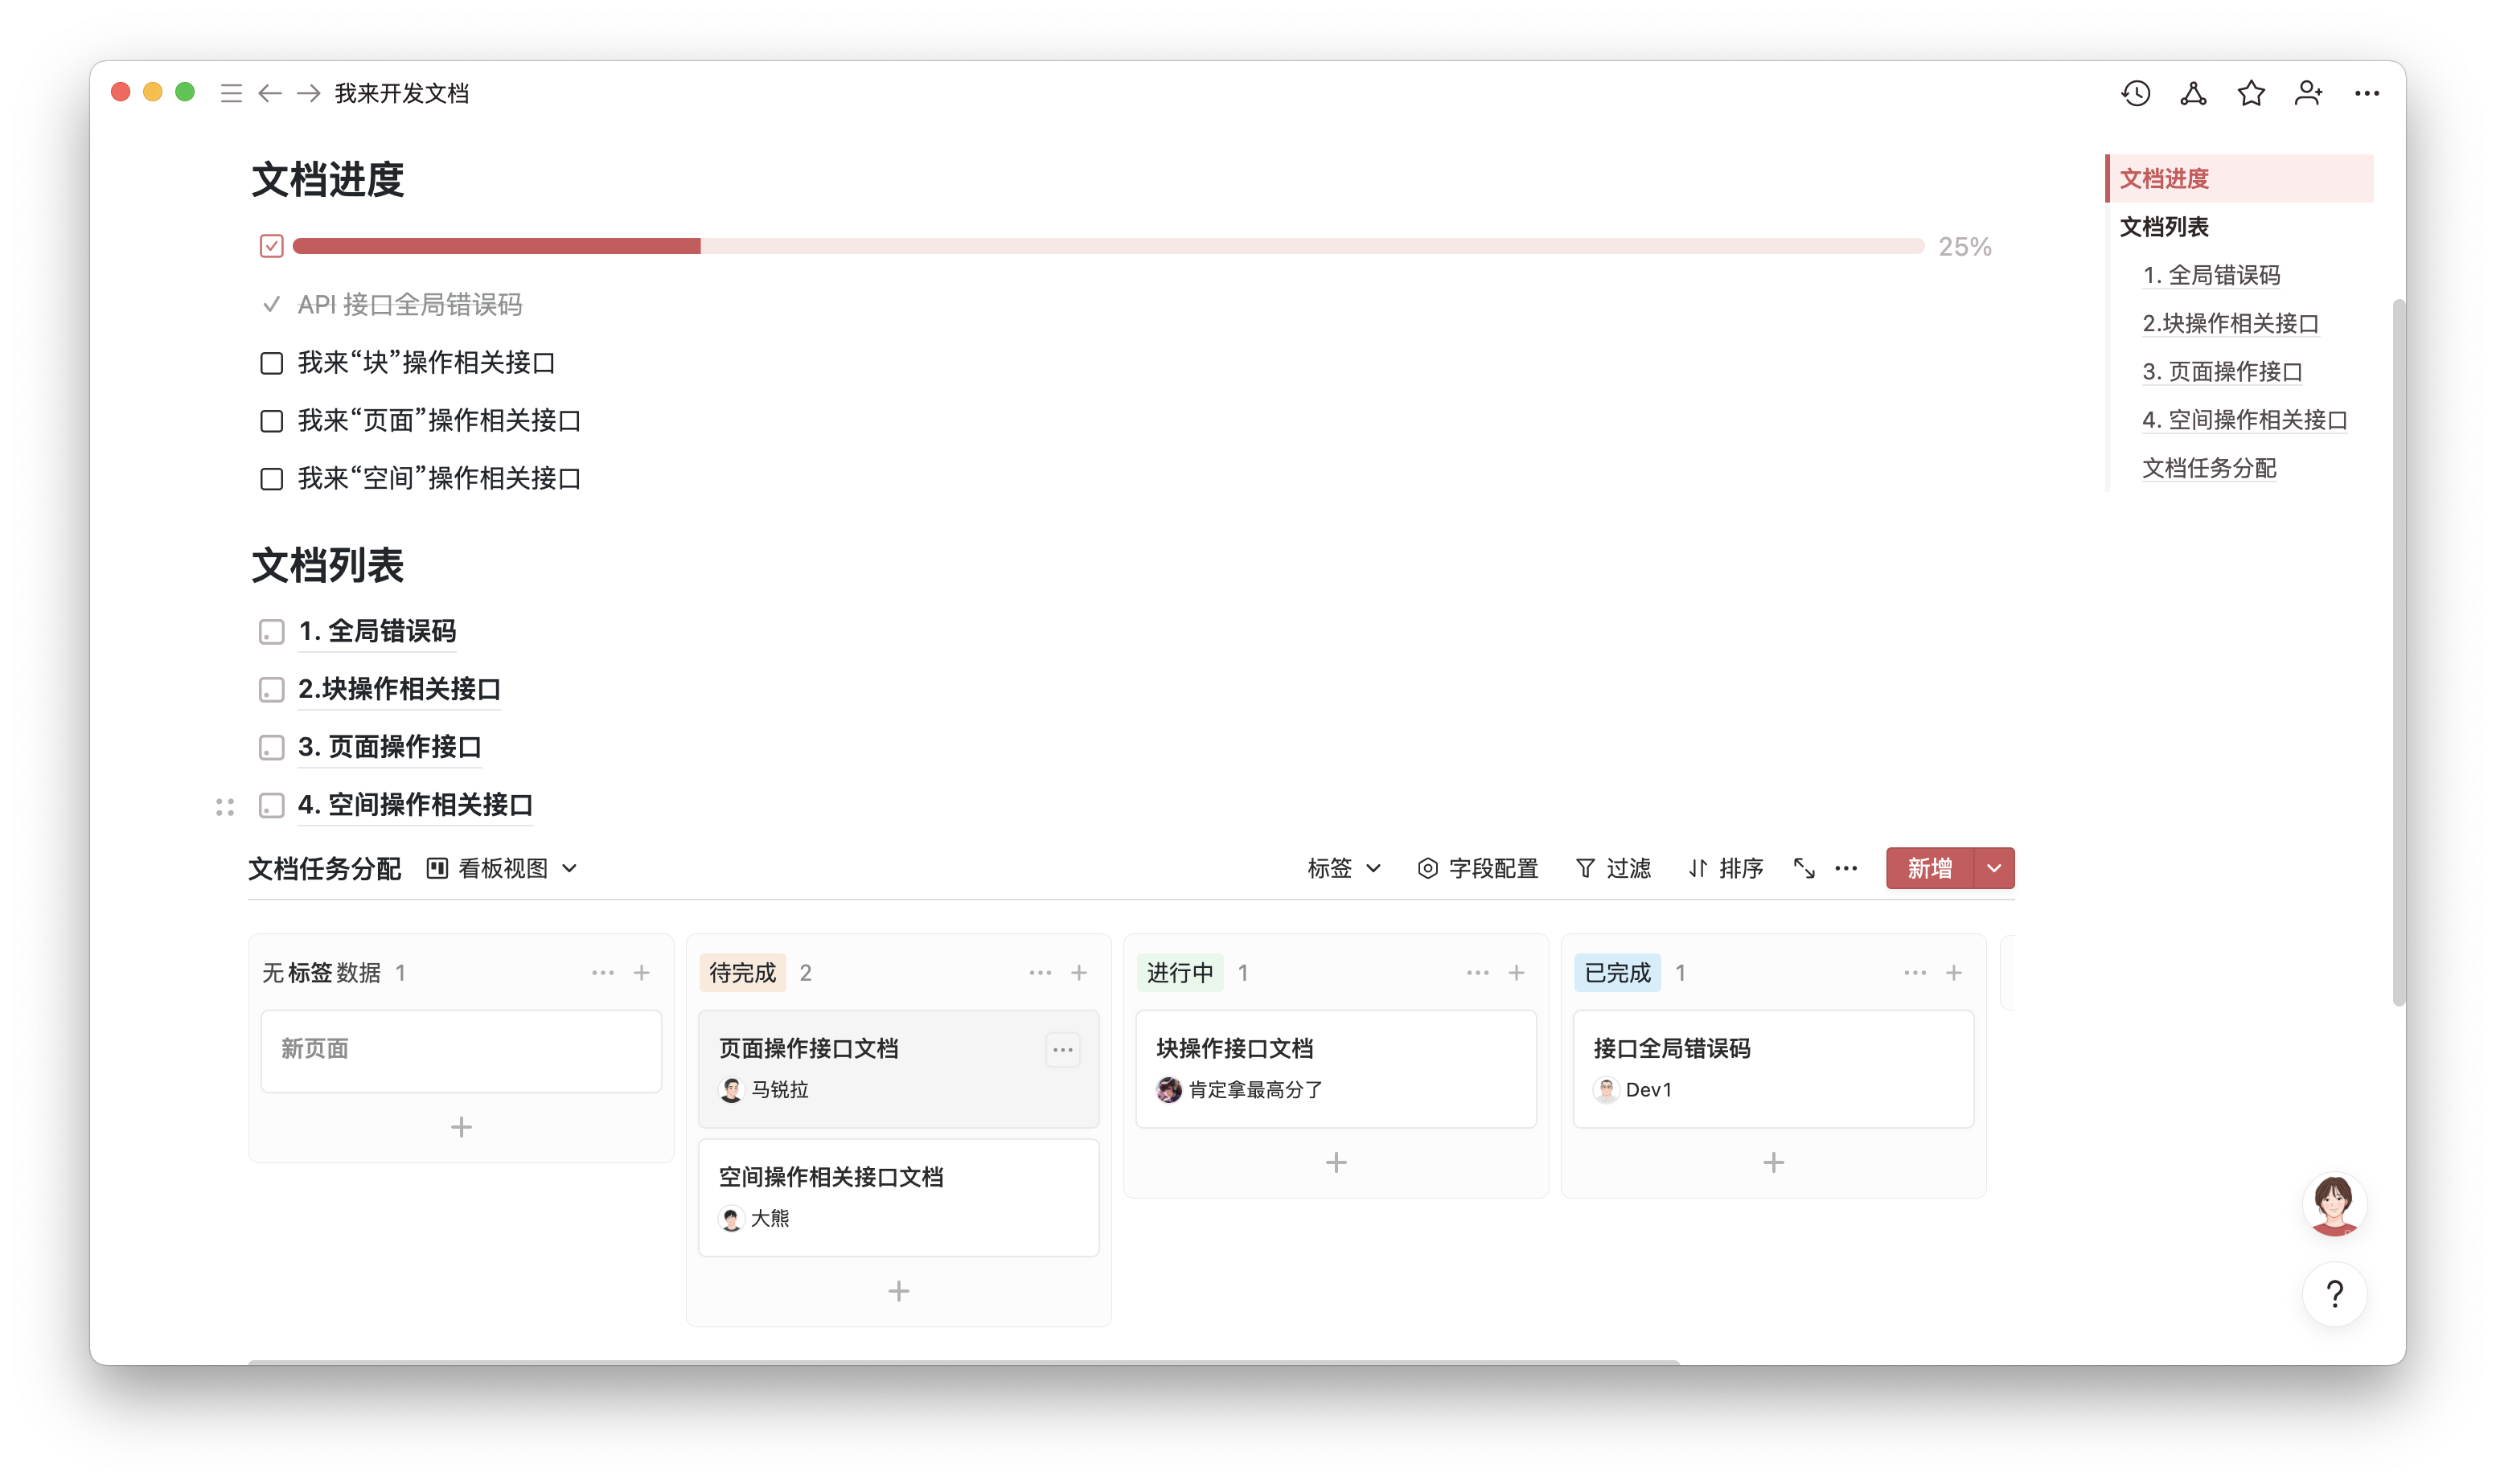 我来开发文档
文档进度
25%
API 接口全局错误码
我来“块”操作相关接口
我来“页面”操作相关接口
我来“空间”操作相关接口
文档列表
1. 全局错误码
2.块操作相关接口
3. 页面操作接口
4. 空间操作相关接口
文档任务分配 看板视图 标签 字段配置 过滤 排序 新增
无 标签 数据 1
新页面
待完成 2
页面操作接口文档
马锐拉
空间操作相关接口文档
大熊
进行中 1
块操作接口文档
肯定拿最高分了
已完成 1
接口全局错误码
Dev1
文档进度
文档列表
1. 全局错误码
2.块操作相关接口
3. 页面操作接口
4. 空间操作相关接口
文档任务分配
?